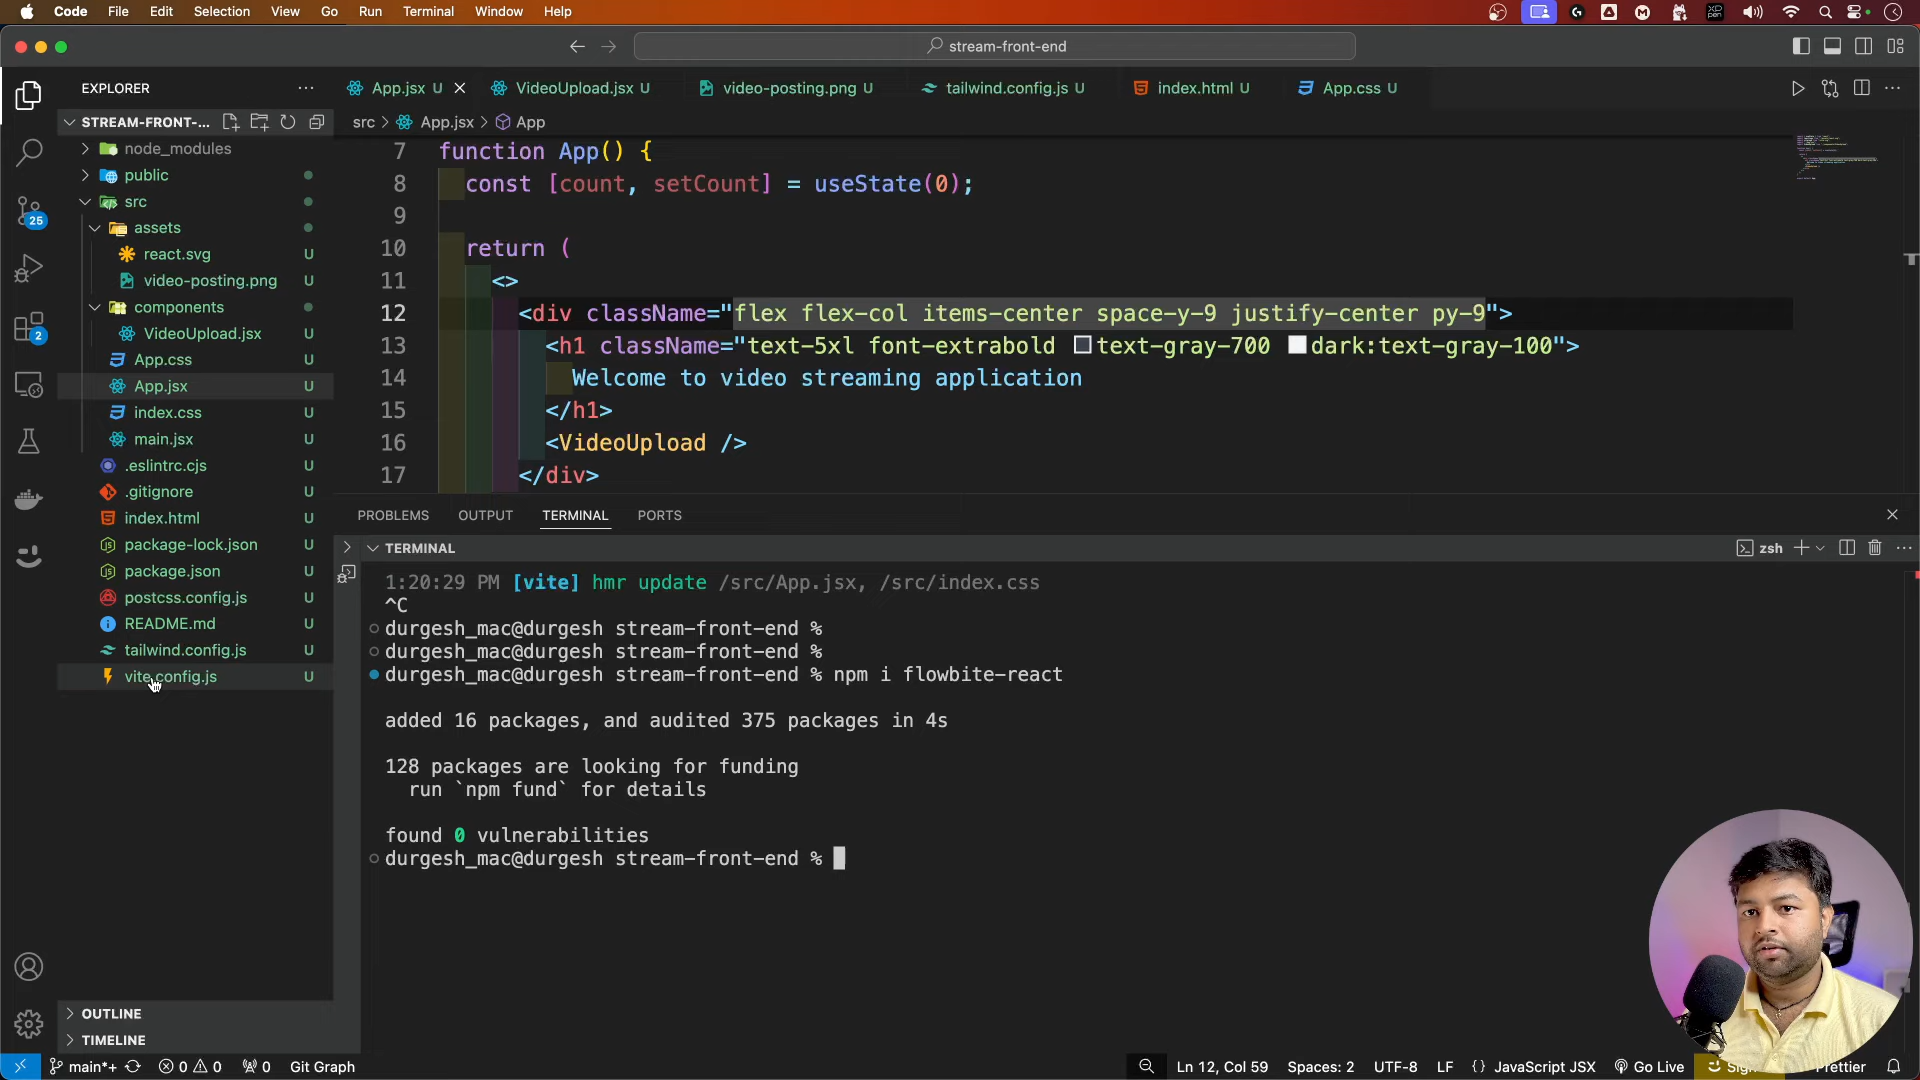 Code File Edit Selection View Go Run Terminal Window Help
stream-front-end
EXPLORER
STREAM-FRONT-...
node_modules
public
src
assets
react.svg U
video-posting.png U
components
VideoUpload.jsx U
App.css U
App.jsx U
index.css U
main.jsx U
.eslintrc.cjs U
.gitignore U
index.html U
package-lock.json U
package.json U
postcss.config.js U
README.md U
tailwind.config.js U
vite.config.js U
OUTLINE
TIMELINE
25
2
App.jsx U VideoUpload.jsx U video-posting.png U tailwind.config.js U index.html U App.css U
src > App.jsx > App
7 function App() {
8 const [count, setCount] = useState(0);
9
10 return (
11 <>
12 <div className="flex flex-col items-center space-y-9 justify-center py-9">
13 <h1 className="text-5xl font-extrabold text-gray-700 dark:text-gray-100">
14 Welcome to video streaming application
15 </h1>
16 <VideoUpload />
17 </div>
PROBLEMS OUTPUT TERMINAL PORTS
TERMINAL
zsh
1:20:29 PM [vite] hmr update /src/App.jsx, /src/index.css
^C
durgesh_mac@durgesh stream-front-end %
durgesh_mac@durgesh stream-front-end %
durgesh_mac@durgesh stream-front-end % npm i flowbite-react
added 16 packages, and audited 375 packages in 4s
128 packages are looking for funding
run `npm fund` for details
found 0 vulnerabilities
durgesh_mac@durgesh stream-front-end %
main*+ 0 0 0 Git Graph Ln 12, Col 59 Spaces: 2 UTF-8 LF {} JavaScript JSX Go Live